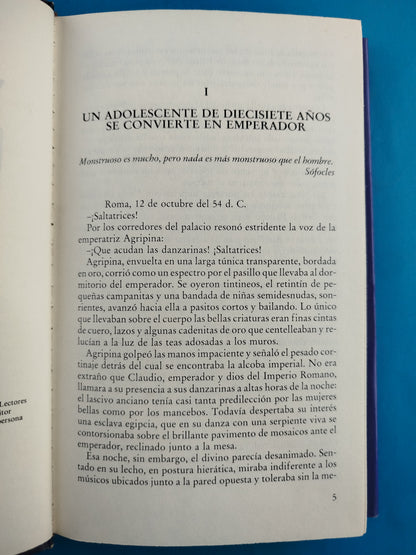 Lectores
itor
persona
I
UN ADOLESCENTE DE DIECISIETE AÑOS
SE CONVIERTE EN EMPERADOR
Monstruoso es mucho, pero nada es más monstruoso que el hombre.
Sófocles
Roma, 12 de octubre del 54 d. C.
–¡Saltatrices!
Por los corredores del palacio resonó estridente la voz de la
emperatriz Agripina:
–¡Que acudan las danzarinas! ¡Saltatrices!
Agripina, envuelta en una larga túnica transparente, bordada
en oro, corrió como un espectro por el pasillo que llevaba al dor-
mitorio del emperador. Se oyeron tintineos, el retintín de pe-
queñas campanitas y una bandada de niñas semidesnudas, son-
rientes, avanzó hacia ella a pasitos cortos y bailando. Lo único
que llevaban sobre el cuerpo las bellas criaturas eran finas cintas
de cuero, lazos y algunas cadenitas de oro que centelleaban y re-
lucían a la luz de las teas adosadas a los muros.
Agripina golpeó las manos impaciente y señaló el pesado cor-
tinaje detrás del cual se encontraba la alcoba imperial. No era
extraño que Claudio, emperador y dios del Imperio Romano,
llamara a su presencia a sus danzarinas a altas horas de la noche:
el lascivo anciano tenía casi tanta predilección por las mujeres
bellas como por los mancebos. Todavía despertaba su interés
una esclava egipcia, que en su danza con una serpiente viva se
contorsionaba sobre el brillante pavimento de mosaicos ante el
emperador, reclinado junto a la mesa.
Esa noche, sin embargo, el divino parecía desanimado. Sen-
tado en su lecho, en postura hierática, miraba indiferente a los
músicos ubicados junto a la pared opuesta y toleraba sin la me-
5